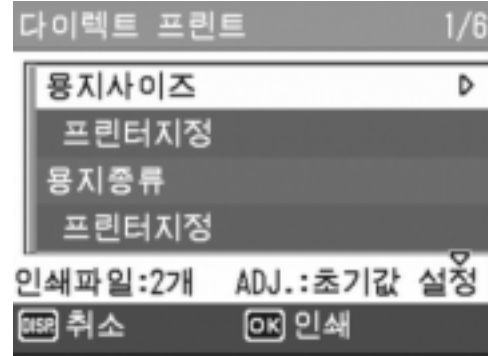 다이렉트 프린트 1/6
용지사이즈
프린터지정
용지종류
프린터지정
인쇄파일:2개 ADJ.:초기값 설정
DISP. 취소 OK 인쇄